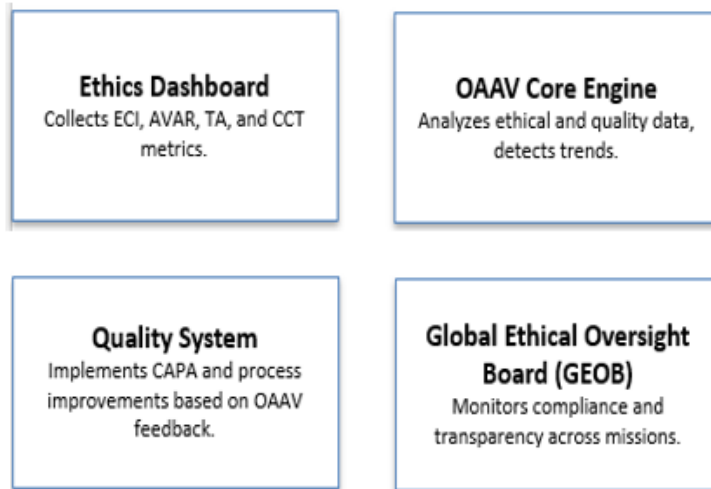 Ethics Dashboard
Collects ECI, AVAR, TA, and CCT
metrics.
OAAV Core Engine
Analyzes ethical and quality data,
detects trends.
Quality System
Implements CAPA and process
improvements based on OAAV
feedback.
Global Ethical Oversight
Board (GEOB)
Monitors compliance and
transparency across missions.